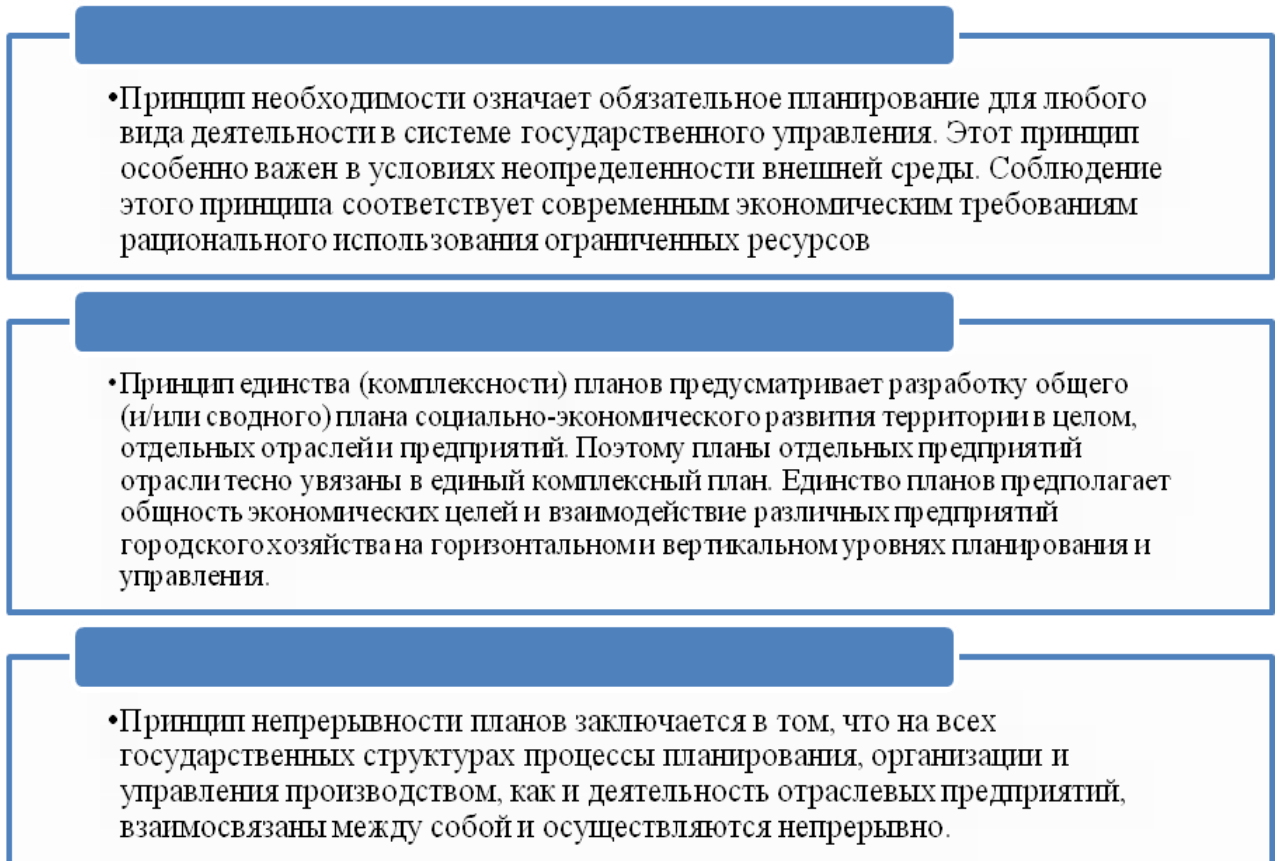 •Принцип необходимости означает обязательное планирование для любого
вида деятельности в системе государственного управления. Этот принцип
особенно важен в условиях неопределенности внешней среды. Соблюдение
этого принципа соответствует современным экономическим требованиям
рационального использования ограниченных ресурсов
•Принцип единства (комплексности) планов предусматривает разработку общего
(и/или сводного) плана социально-экономического развития территории в целом,
отдельных отраслей и предприятий. Поэтому планы отдельных предприятий
отрасли тесно увязаны в единый комплексный план. Единство планов предполагает
общность экономических целей и взаимодействие различных предприятий
городского хозяйства на горизонтальном и вертикальном уровнях планирования и
управления.
•Принцип непрерывности планов заключается в том, что на всех
государственных структурах процессы планирования, организации и
управления производством, как и деятельность отраслевых предприятий,
взаимосвязаны между собой и осуществляются непрерывно.